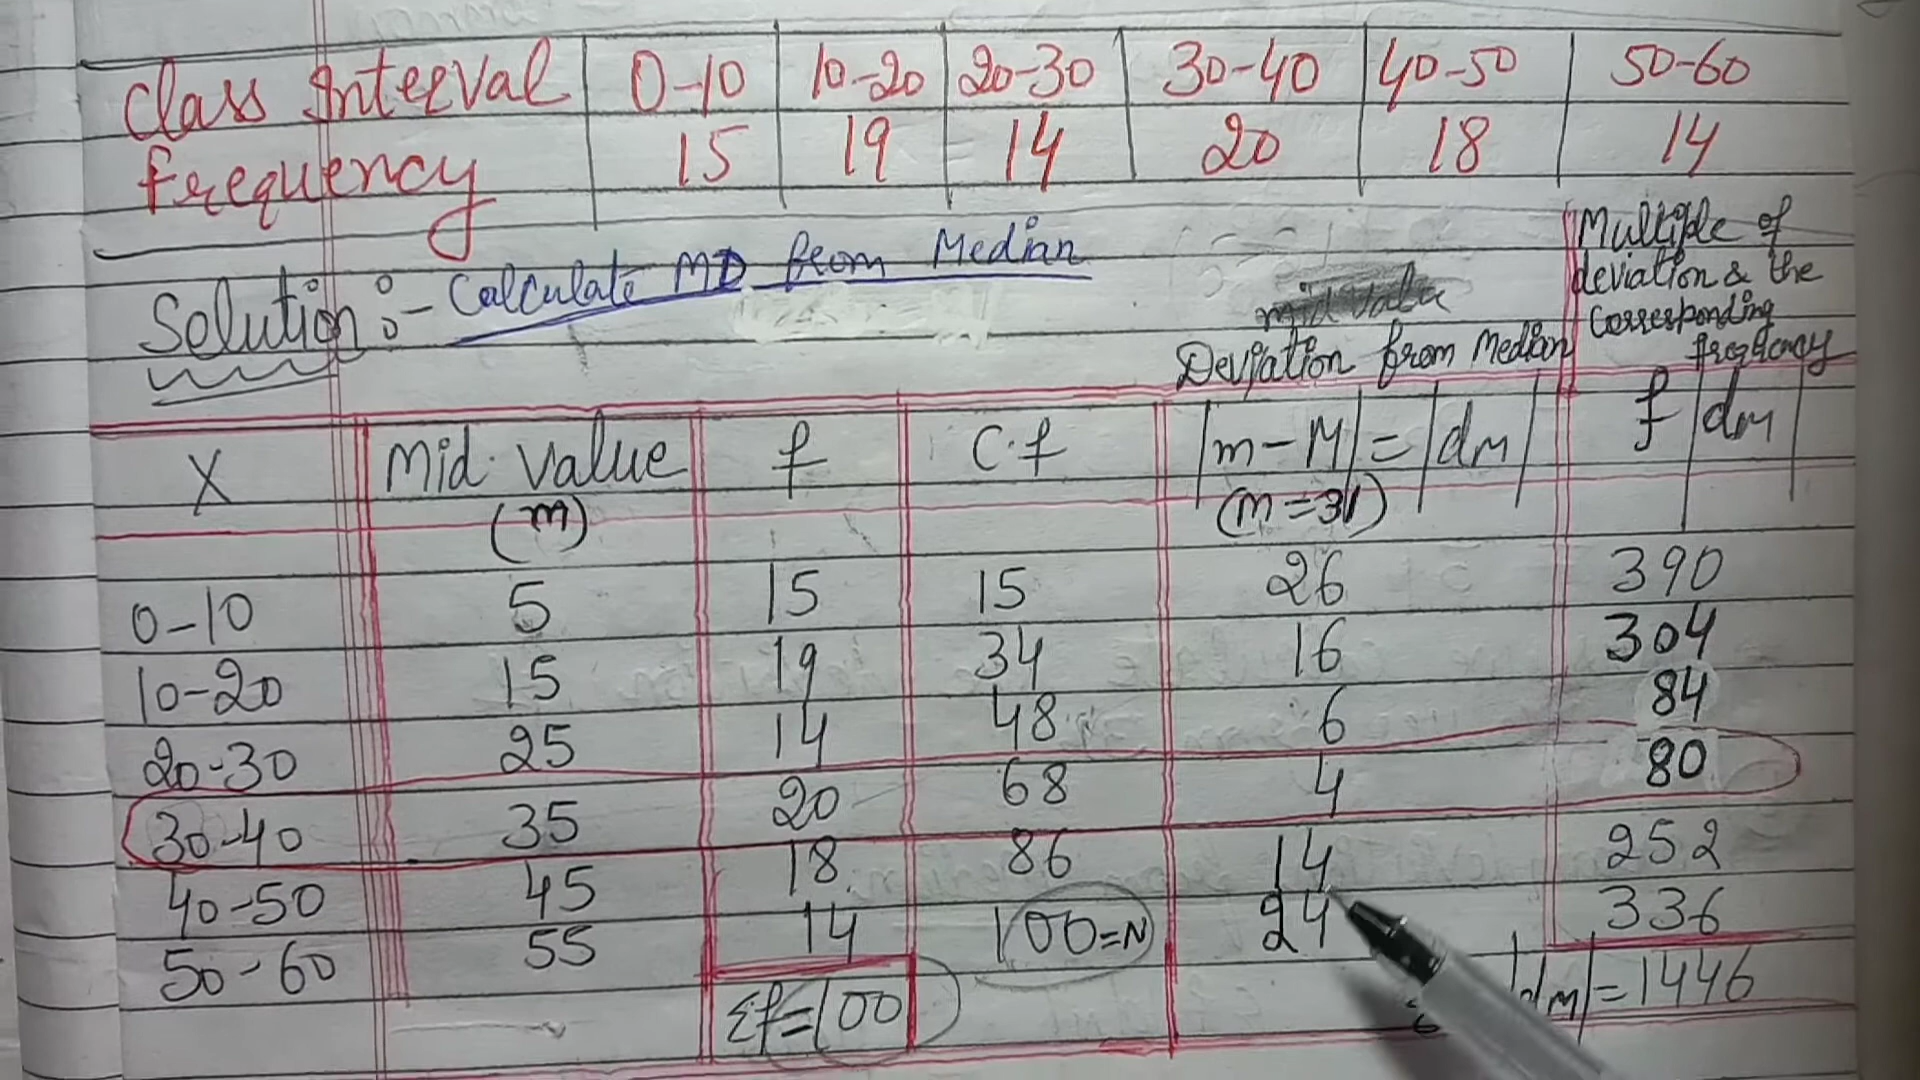 Class Interval 0-10 10-20 20-30 30-40 40-50 50-60
frequency 15 19 14 20 18 14
Solution:- Calculate MD from Median
mid value
Deviation from Median
Multiple of
deviation & the
Corresponding
freqency
X Mid. Value f C.f |m-M|=|dM| f|dM|
(m) (M=31)
0-10 5 15 15 26 390
10-20 15 19 34 16 304
20-30 25 14 48 6 84
30-40 35 20 68 4 80
40-50 45 18 86 14 252
50-60 55 14 100=N 24 336
Σf=100 |dM|=1446